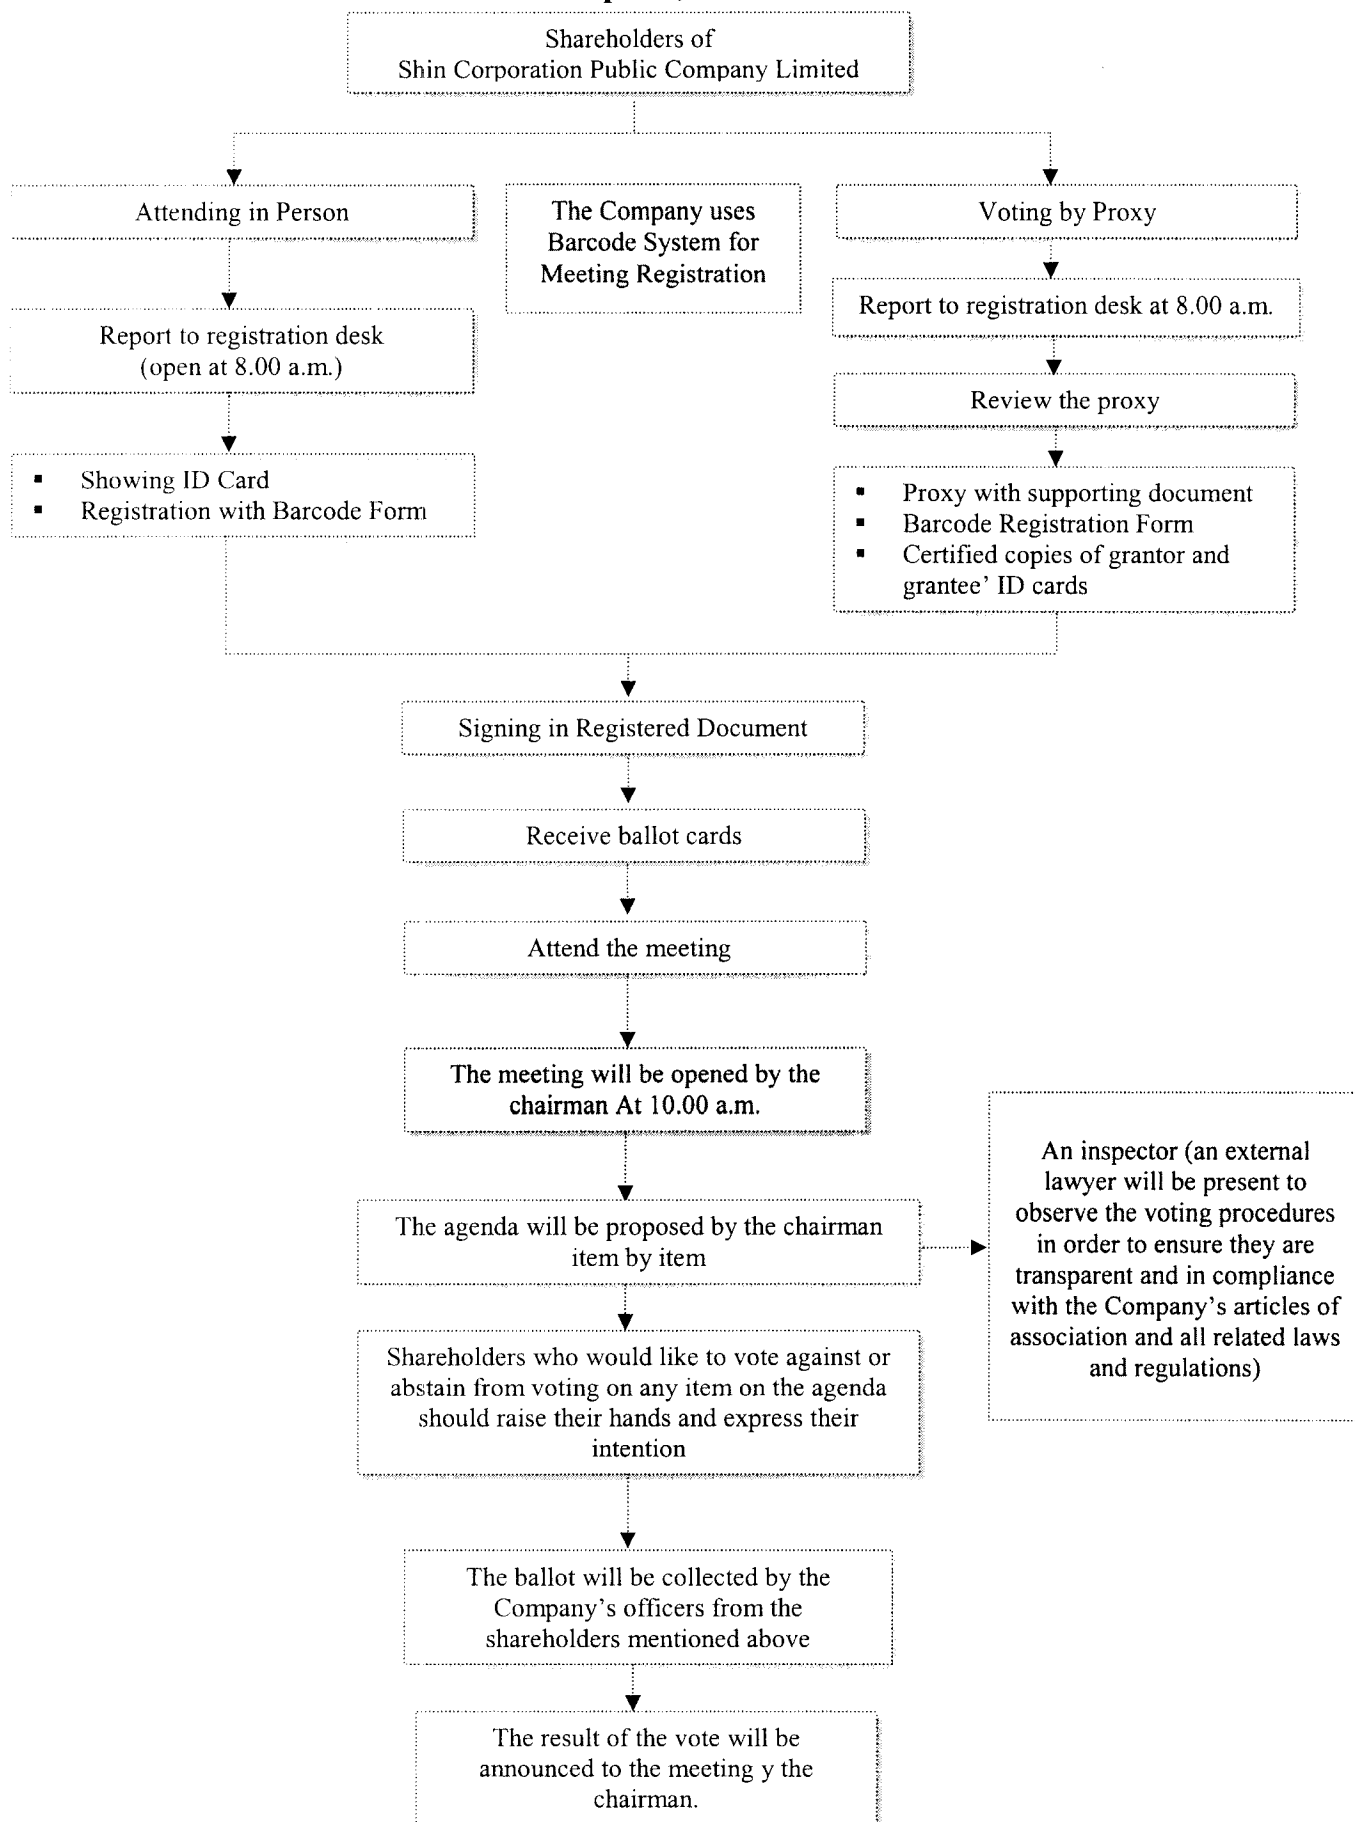 Shareholders of
Shin Corporation Public Company Limited
Attending in Person
The Company uses
Barcode System for
Meeting Registration
Voting by Proxy
Report to registration desk
(open at 8.00 a.m.)
Report to registration desk at 8.00 a.m.
Review the proxy
▪ Showing ID Card
▪ Registration with Barcode Form
▪ Proxy with supporting document
▪ Barcode Registration Form
▪ Certified copies of grantor and
grantee' ID cards
Signing in Registered Document
Receive ballot cards
Attend the meeting
The meeting will be opened by the
chairman At 10.00 a.m.
The agenda will be proposed by the chairman
item by item
An inspector (an external
lawyer will be present to
observe the voting procedures
in order to ensure they are
transparent and in compliance
with the Company's articles of
association and all related laws
and regulations)
Shareholders who would like to vote against or
abstain from voting on any item on the agenda
should raise their hands and express their
intention
The ballot will be collected by the
Company's officers from the
shareholders mentioned above
The result of the vote will be
announced to the meeting y the
chairman.